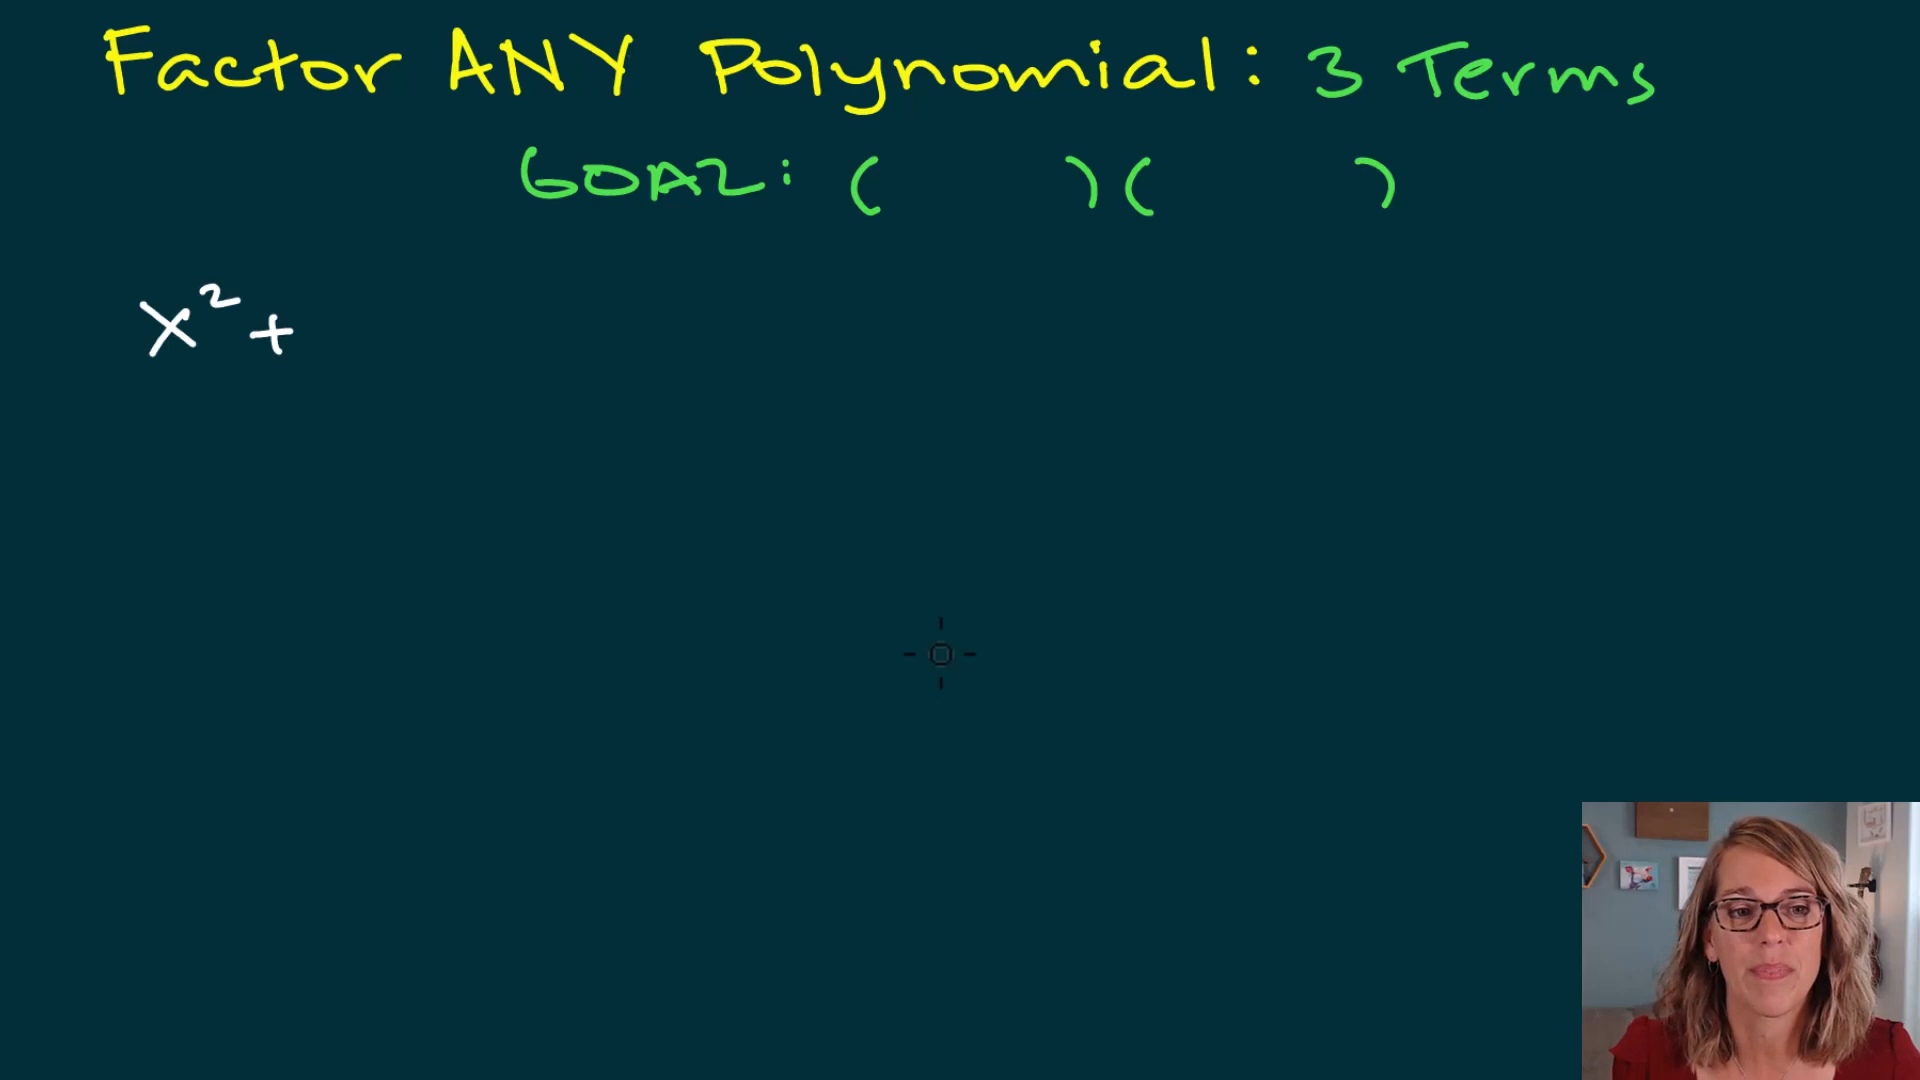 Factor ANY Polynomial: 3 Terms
GOAL: ( )( )
x² +